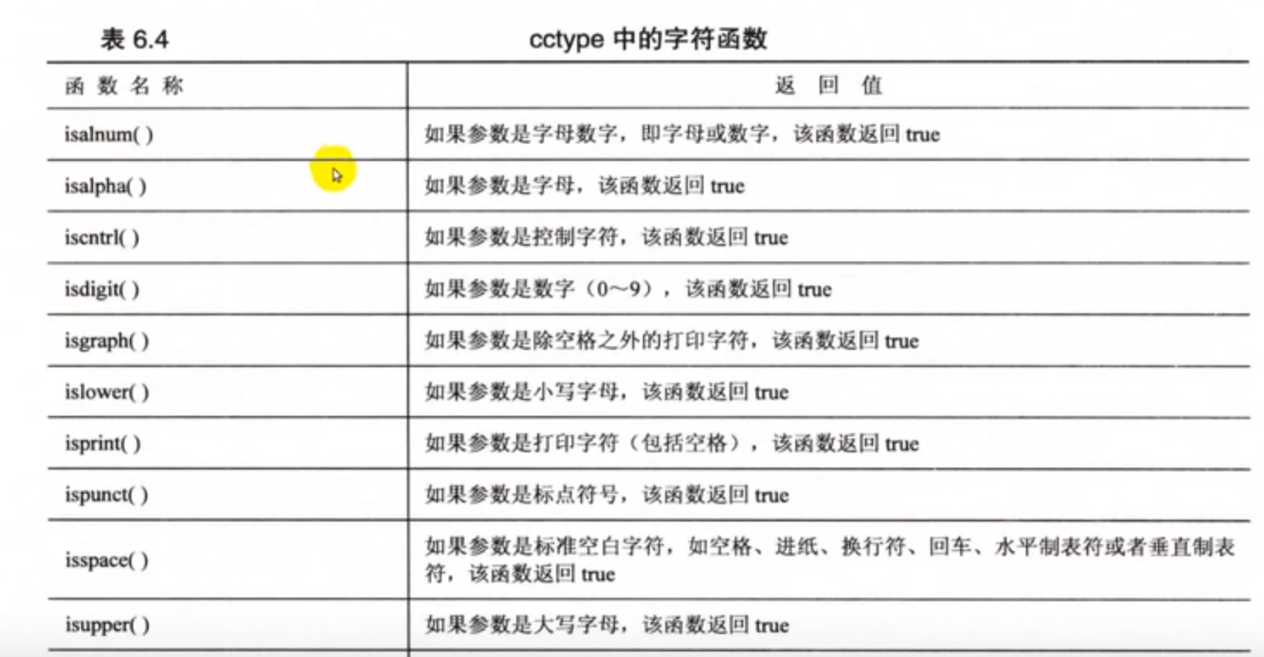 表 6.4 cctype 中的字符函数
函 数 名 称 返 回 值
isalnum( ) 如果参数是字母数字，即字母或数字，该函数返回 true
isalpha( ) 如果参数是字母，该函数返回 true
iscntrl( ) 如果参数是控制字符，该函数返回 true
isdigit( ) 如果参数是数字（0～9），该函数返回 true
isgraph( ) 如果参数是除空格之外的打印字符，该函数返回 true
islower( ) 如果参数是小写字母，该函数返回 true
isprint( ) 如果参数是打印字符（包括空格），该函数返回 true
ispunct( ) 如果参数是标点符号，该函数返回 true
isspace( ) 如果参数是标准空白字符，如空格、进纸、换行符、回车、水平制表符或者垂直制表
符，该函数返回 true
isupper( ) 如果参数是大写字母，该函数返回 true